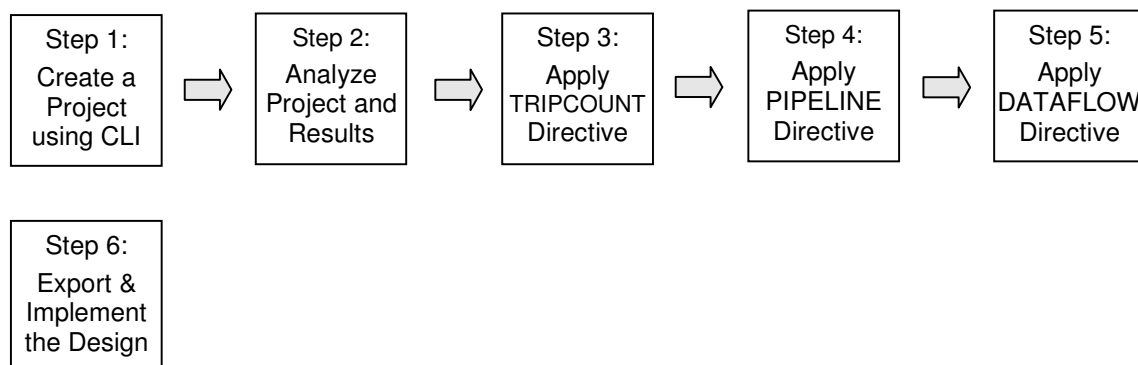 Step 1:
Create a
Project
using CLI
Step 2:
Analyze
Project and
Results
Step 3:
Apply
TRIPCOUNT
Directive
Step 4:
Apply
PIPELINE
Directive
Step 5:
Apply
DATAFLOW
Directive
Step 6:
Export &
Implement
the Design